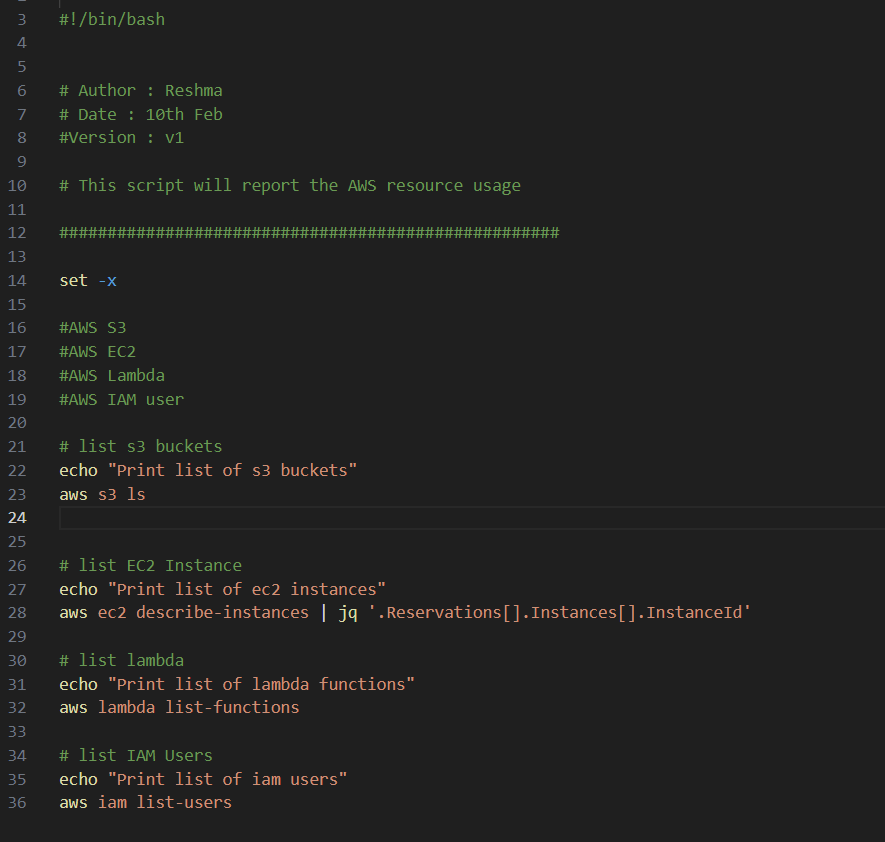 3 #!/bin/bash
4
5
6 # Author : Reshma
7 # Date : 10th Feb
8 #Version : v1
9
10 # This script will report the AWS resource usage
11
12 ####################################################
13
14 set -x
15
16 #AWS S3
17 #AWS EC2
18 #AWS Lambda
19 #AWS IAM user
20
21 # list s3 buckets
22 echo "Print list of s3 buckets"
23 aws s3 ls
24
25
26 # list EC2 Instance
27 echo "Print list of ec2 instances"
28 aws ec2 describe-instances | jq '.Reservations[].Instances[].InstanceId'
29
30 # list lambda
31 echo "Print list of lambda functions"
32 aws lambda list-functions
33
34 # list IAM Users
35 echo "Print list of iam users"
36 aws iam list-users